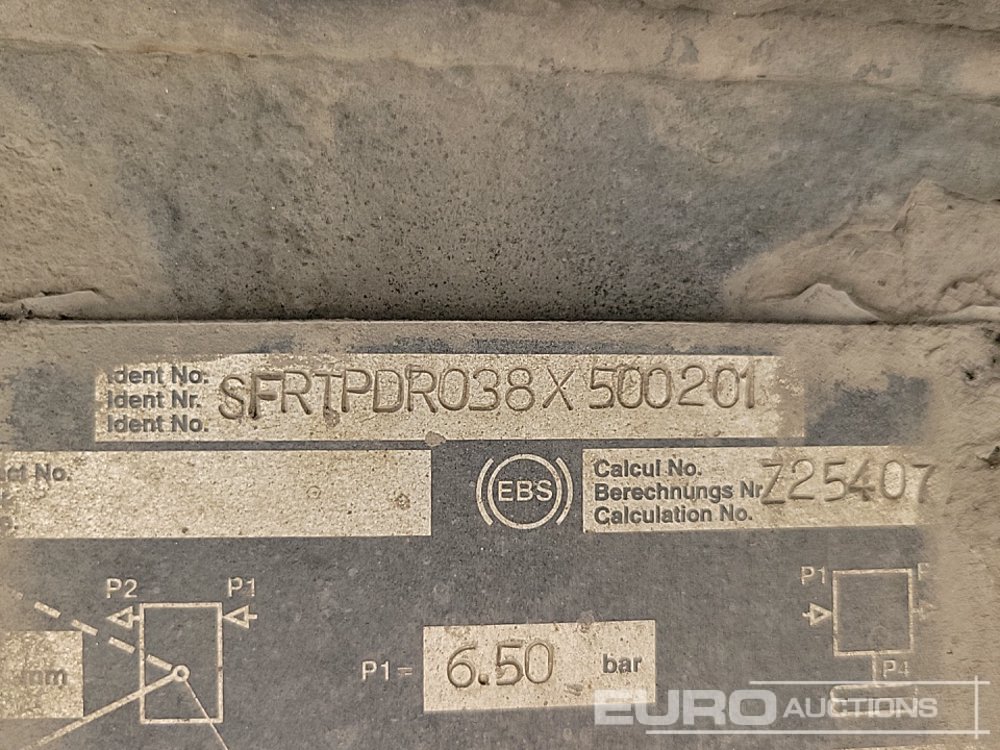 Ident No.
Ident Nr. SFRTPDR038X500201
Ident No.
No.
EBS
Calcul No.
Berechnungs Nr Z25407
Calculation No.
P2 P1
P1
mm
P1= 6.50 bar
P4
EURO AUCTIONS